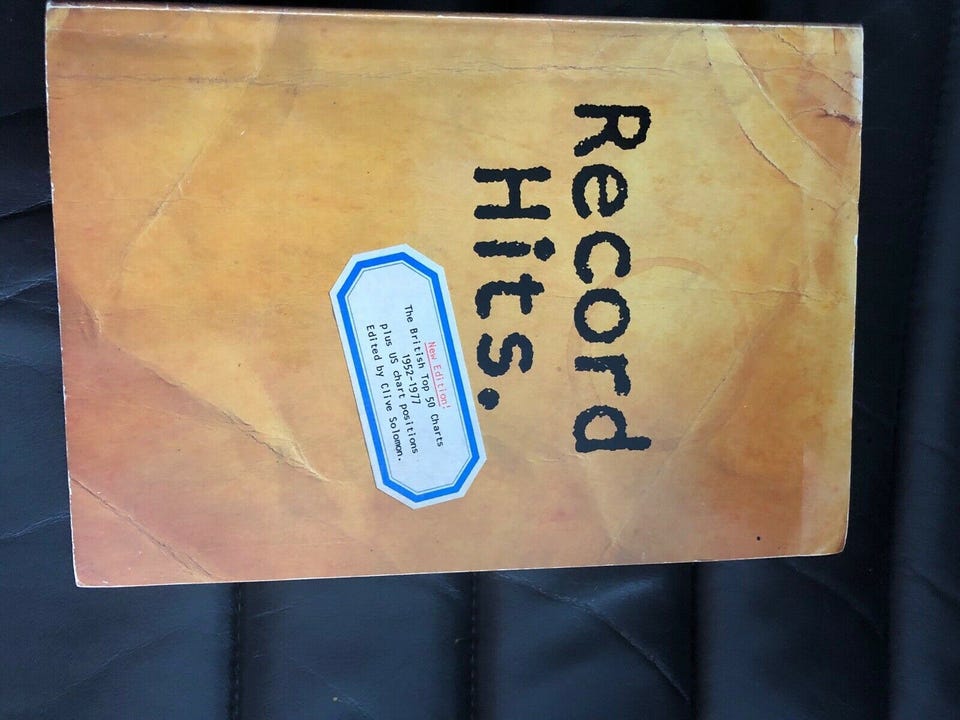 Record
Hits.
New Edition!
The British Top 50 Charts
1952-1977
plus US chart positions
Edited by Clive Solomon.